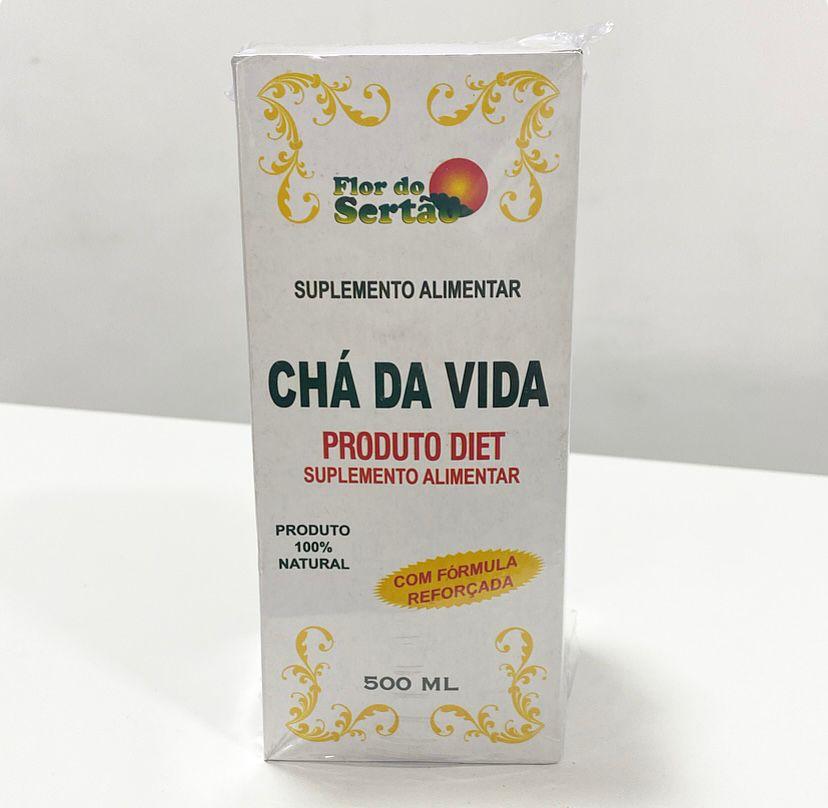 Flor do
Sertão
SUPLEMENTO ALIMENTAR
CHÁ DA VIDA
PRODUTO DIET
SUPLEMENTO ALIMENTAR
PRODUTO
100%
NATURAL
COM FÓRMULA
REFORÇADA
500 ML